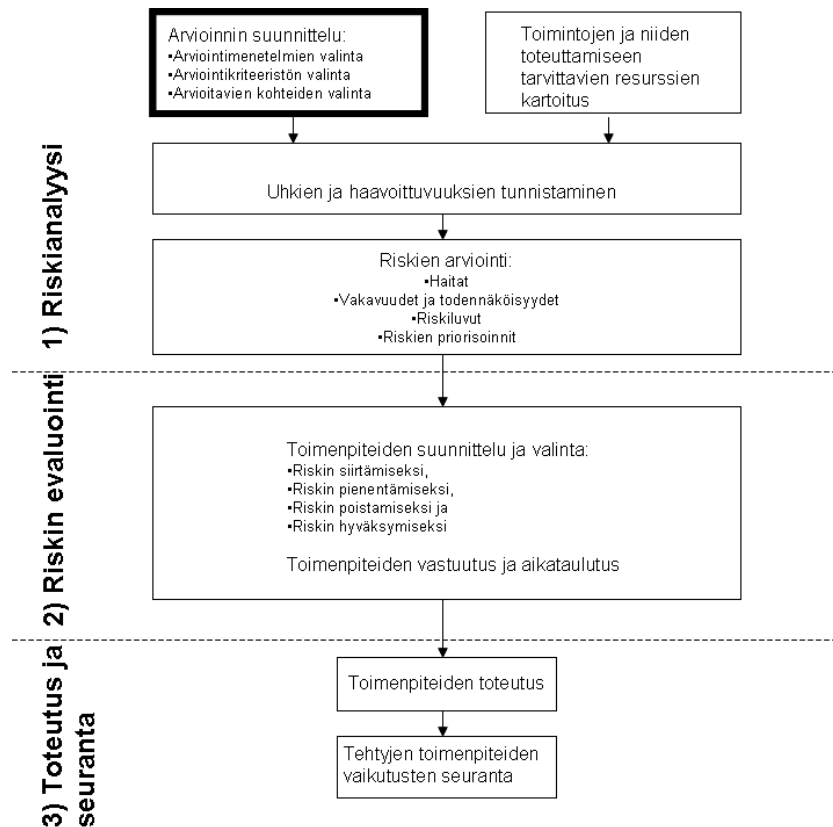 Arvioinnin suunnittelu:
▪Arviointimenetelmien valinta
▪Arviointikriteeristön valinta
▪Arvioitavien kohteiden valinta
Toimintojen ja niiden
toteuttamiseen
tarvittavien resurssien
kartoitus
1) Riskianalyysi
Uhkien ja haavoittuvuuksien tunnistaminen
Riskien arviointi:
▪Haitat
▪Vakavuudet ja todennäköisyydet
▪Riskiluvut
▪Riskien priorisoinnit
2) Riskin evaluointi
Toimenpiteiden suunnittelu ja valinta:
▪Riskin siirtämiseksi,
▪Riskin pienentämiseksi,
▪Riskin poistamiseksi ja
▪Riskin hyväksymiseksi
Toimenpiteiden vastuutus ja aikataulutus
3) Toteutus ja
seuranta
Toimenpiteiden toteutus
Tehtyjen toimenpiteiden
vaikutusten seuranta